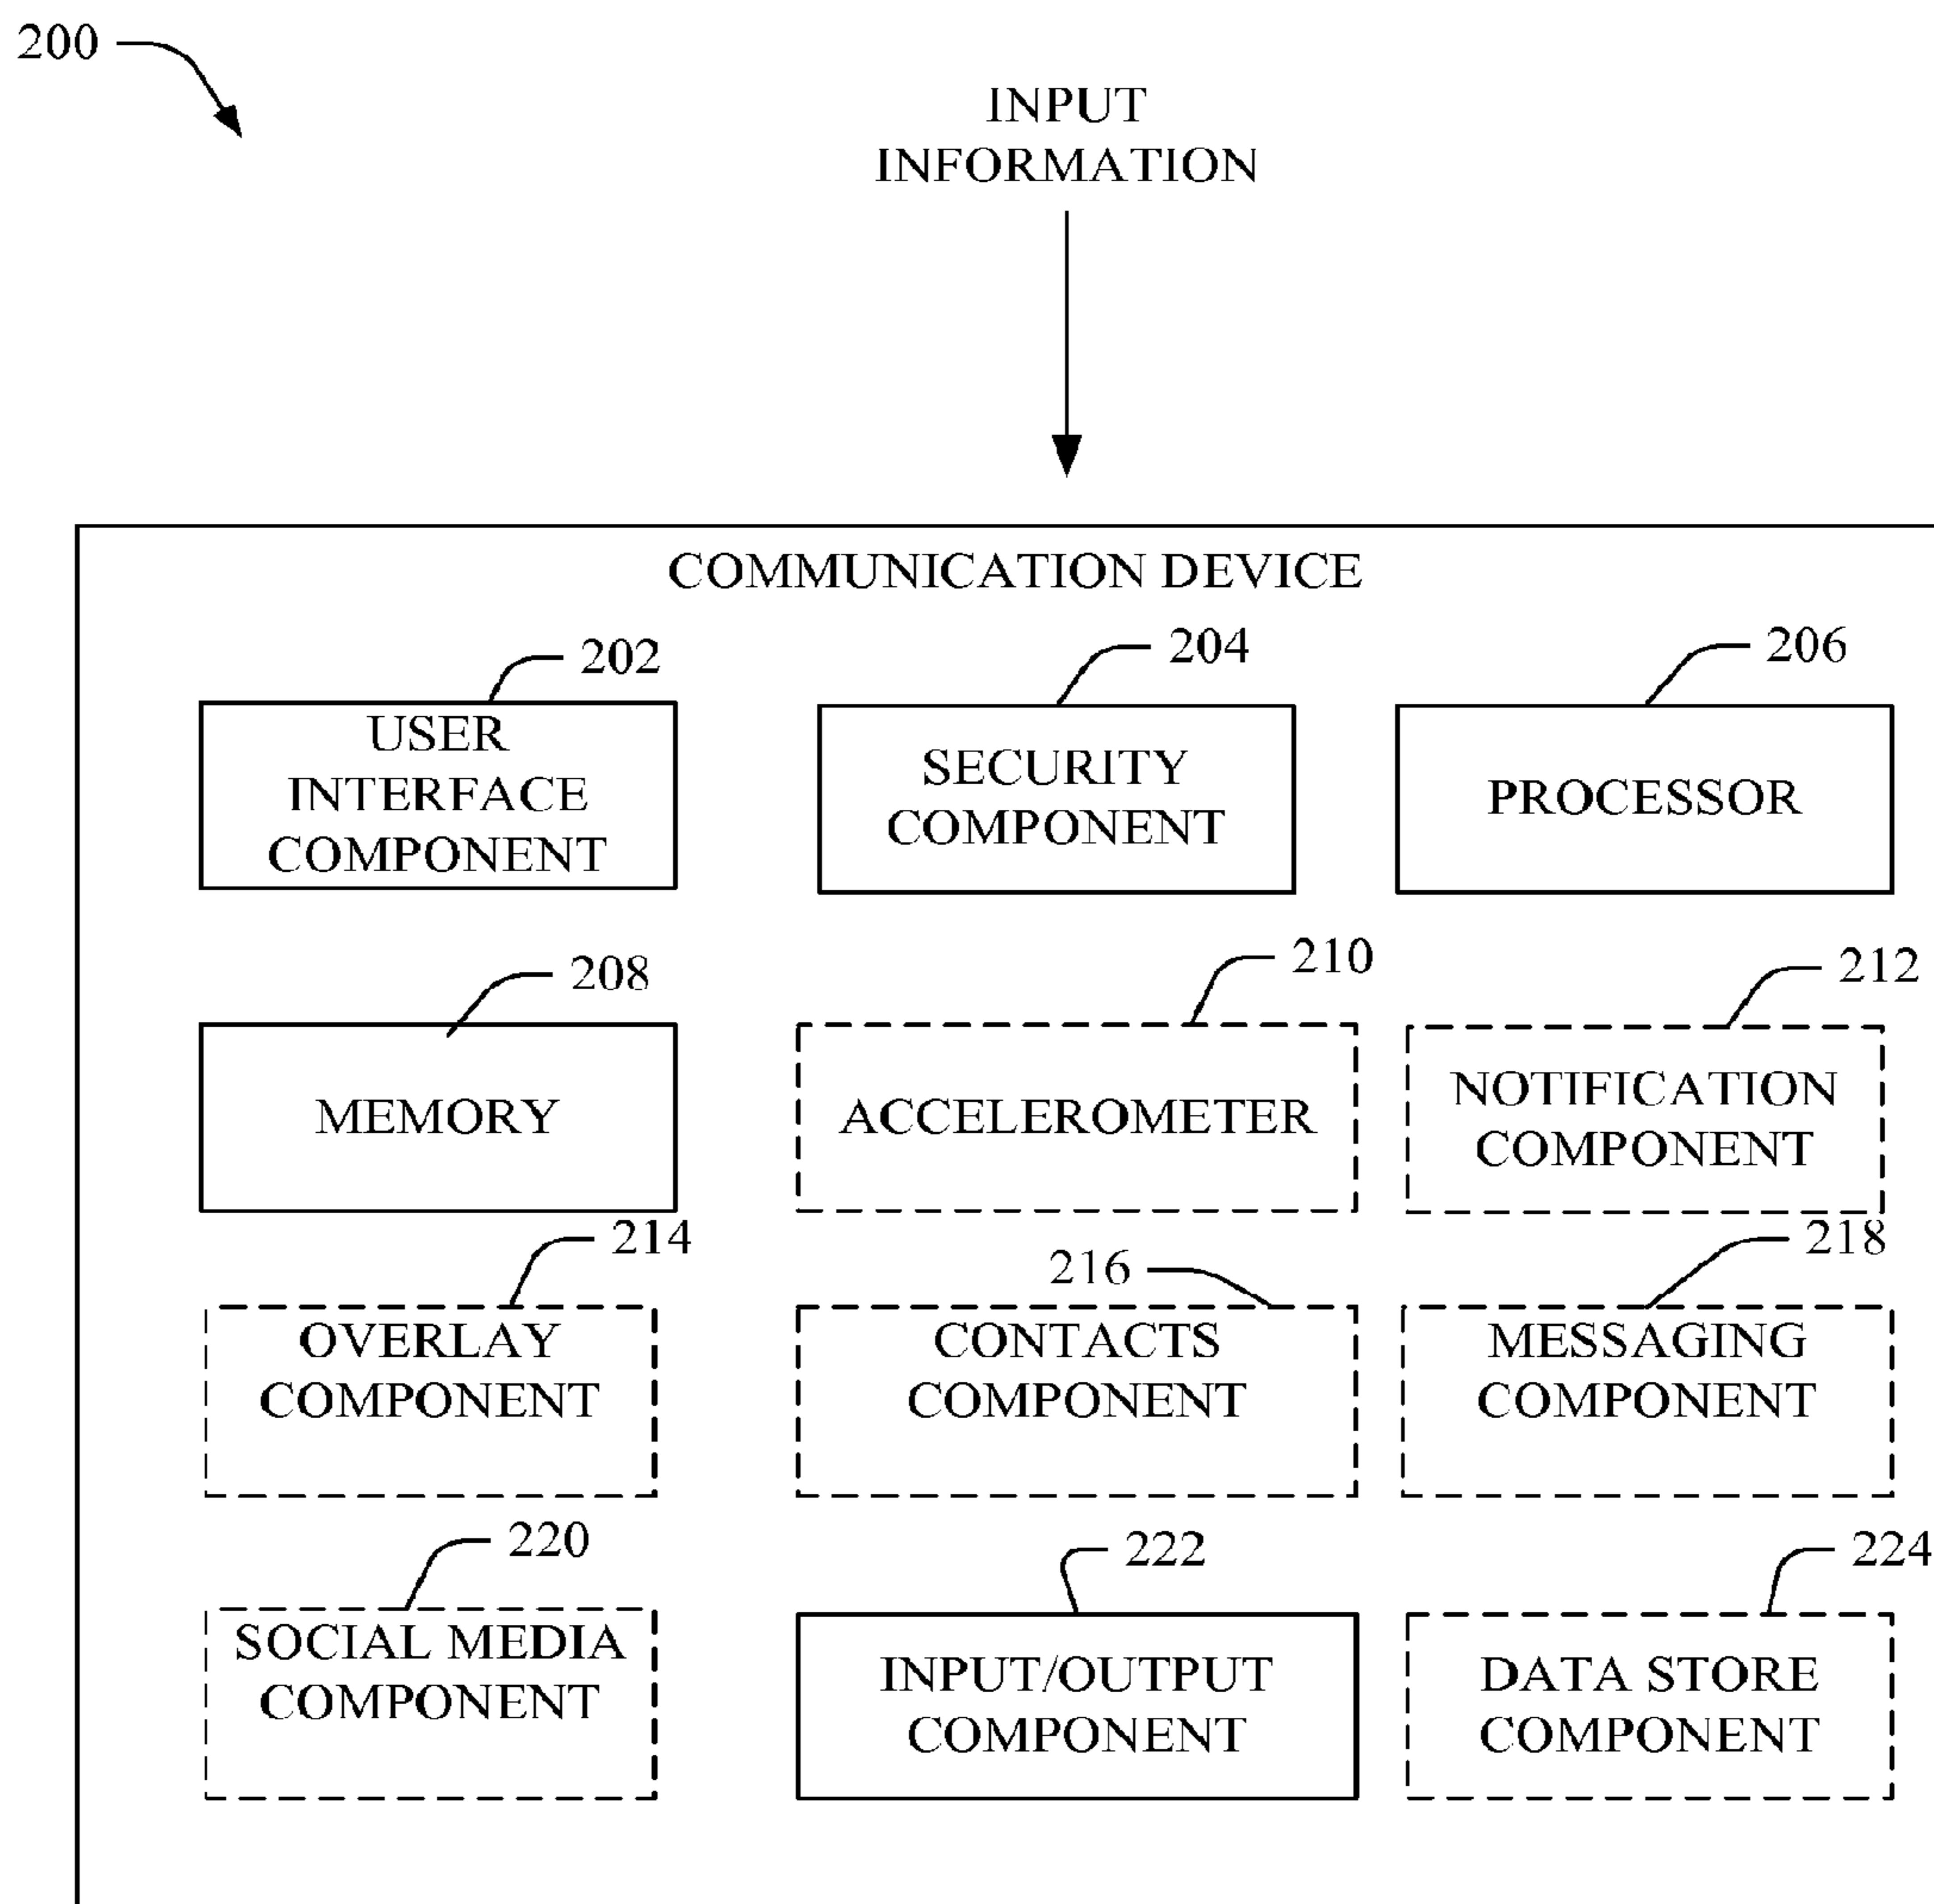 200
INPUT
INFORMATION
COMMUNICATION DEVICE
202
204
206
USER
INTERFACE
COMPONENT
SECURITY
COMPONENT
PROCESSOR
208
210
212
MEMORY
ACCELEROMETER
NOTIFICATION
COMPONENT
214
216
218
OVERLAY
COMPONENT
CONTACTS
COMPONENT
MESSAGING
COMPONENT
220
222
224
SOCIAL MEDIA
COMPONENT
INPUT/OUTPUT
COMPONENT
DATA STORE
COMPONENT